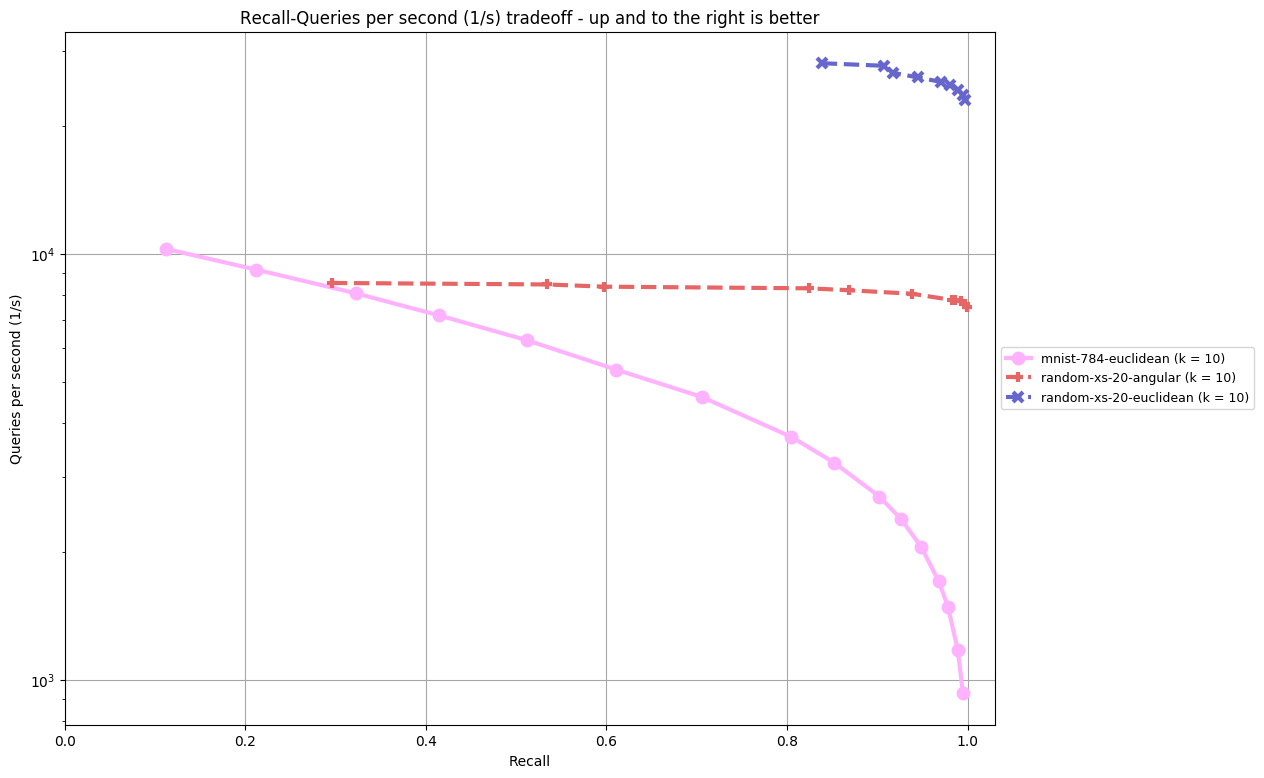 Recall-Queries per second (1/s) tradeoff - up and to the right is better
10^4
10^3
Queries per second (1/s)
0.0 0.2 0.4 0.6 0.8 1.0
Recall
mnist-784-euclidean (k = 10)
random-xs-20-angular (k = 10)
random-xs-20-euclidean (k = 10)